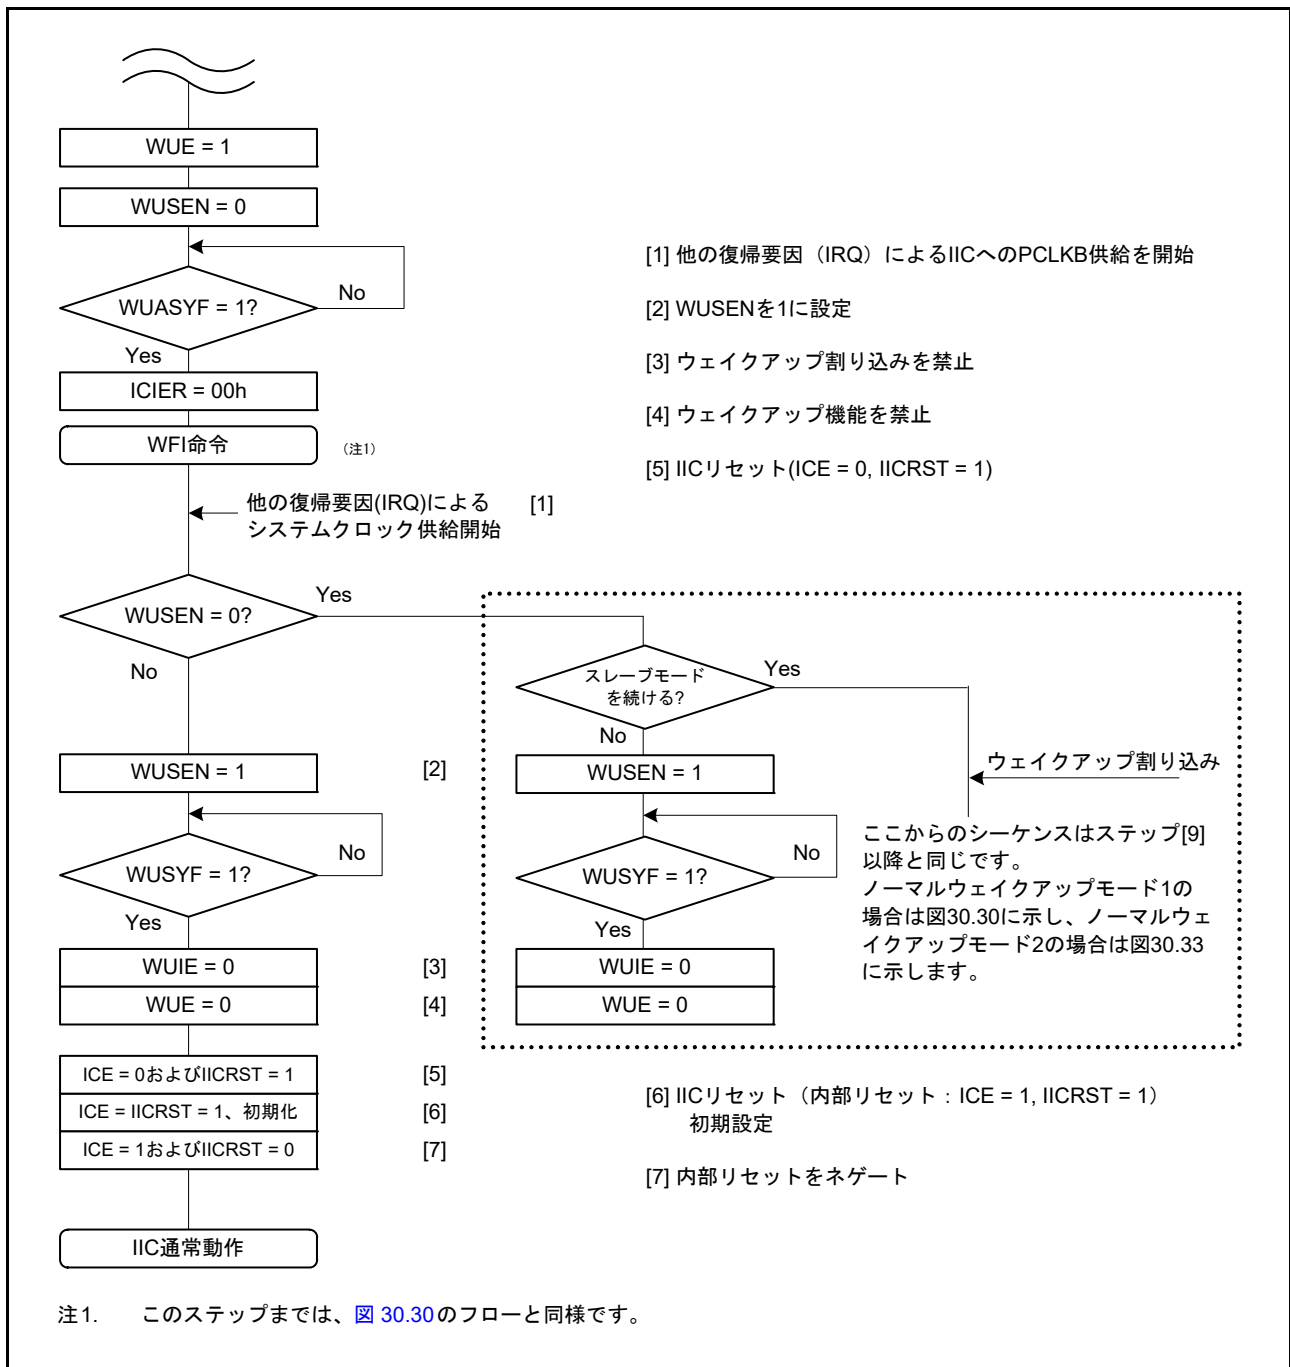 WUE = 1
WUSEN = 0
WUASYF = 1?
No
Yes
ICIER = 00h
WFI命令
（注1）
他の復帰要因(IRQ)による
システムクロック供給開始
[1]
WUSEN = 0?
Yes
No
WUSEN = 1
[2]
WUSYF = 1?
No
Yes
WUIE = 0
[3]
WUE = 0
[4]
ICE = 0およびIICRST = 1
[5]
ICE = IICRST = 1、初期化
[6]
ICE = 1およびIICRST = 0
[7]
IIC通常動作
[1] 他の復帰要因（IRQ）によるIICへのPCLKB供給を開始
[2] WUSENを1に設定
[3] ウェイクアップ割り込みを禁止
[4] ウェイクアップ機能を禁止
[5] IICリセット(ICE = 0, IICRST = 1)
スレーブモード
を続ける?
Yes
No
WUSEN = 1
WUSYF = 1?
No
Yes
WUIE = 0
WUE = 0
ウェイクアップ割り込み
ここからのシーケンスはステップ[9]
以降と同じです。
ノーマルウェイクアップモード1の
場合は図30.30に示し、ノーマルウェ
イクアップモード2の場合は図30.33
に示します。
[6] IICリセット（内部リセット：ICE = 1, IICRST = 1）
初期設定
[7] 内部リセットをネゲート
注1. このステップまでは、図 30.30のフローと同様です。